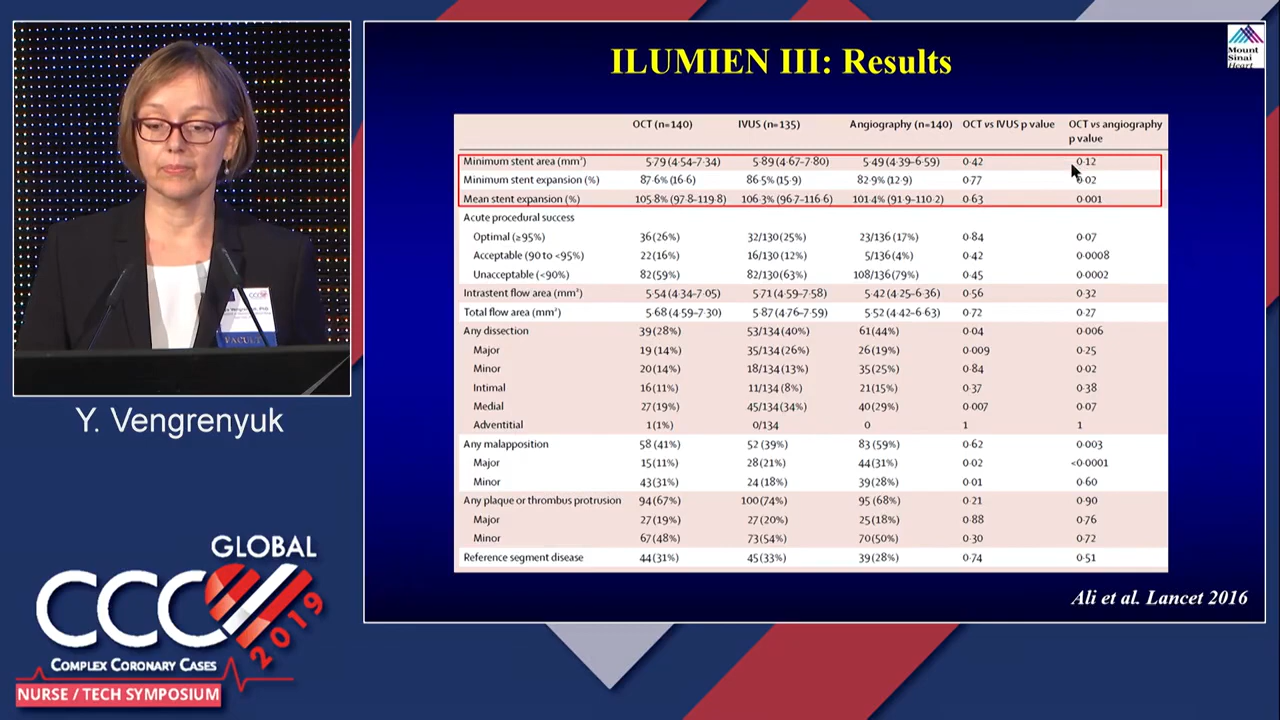 ILUMIEN III: Results
Mount
Sinai
Heart
OCT (n=140) IVUS (n=135) Angiography (n=140) OCT vs IVUS p value OCT vs angiography p value
Minimum stent area (mm²) 5·79 (4·54–7·34) 5·89 (4·67–7·80) 5·49 (4·39–6·59) 0·42 0·12
Minimum stent expansion (%) 87·6% (16·6) 86·5% (15·9) 82·9% (12·9) 0·77 0·02
Mean stent expansion (%) 105·8% (97·8–119·8) 106·3% (96·7–116·6) 101·4% (91·9–110·2) 0·63 0·001
Acute procedural success
Optimal (≥95%) 36 (26%) 32/130 (25%) 23/136 (17%) 0·84 0·07
Acceptable (90 to <95%) 22 (16%) 16/130 (12%) 5/136 (4%) 0·42 0·0008
Unacceptable (<90%) 82 (59%) 82/130 (63%) 108/136 (79%) 0·45 0·0002
Intrastent flow area (mm²) 5·54 (4·34–7·05) 5·71 (4·59–7·58) 5·42 (4·25–6·36) 0·56 0·32
Total flow area (mm²) 5·68 (4·59–7·30) 5·87 (4·76–7·59) 5·52 (4·42–6·63) 0·72 0·27
Any dissection 39 (28%) 53/134 (40%) 61 (44%) 0·04 0·006
Major 19 (14%) 35/134 (26%) 26 (19%) 0·009 0·25
Minor 20 (14%) 18/134 (13%) 35 (25%) 0·84 0·02
Intimal 16 (11%) 11/134 (8%) 21 (15%) 0·37 0·38
Medial 27 (19%) 45/134 (34%) 40 (29%) 0·007 0·07
Adventitial 1 (1%) 0/134 0 1 1
Any malapposition 58 (41%) 52 (39%) 83 (59%) 0·62 0·003
Major 15 (11%) 28 (21%) 44 (31%) 0·02 <0·0001
Minor 43 (31%) 24 (18%) 39 (28%) 0·01 0·60
Any plaque or thrombus protrusion 94 (67%) 100 (74%) 95 (68%) 0·21 0·90
Major 27 (19%) 27 (20%) 25 (18%) 0·88 0·76
Minor 67 (48%) 73 (54%) 70 (50%) 0·30 0·72
Reference segment disease 44 (31%) 45 (33%) 39 (28%) 0·74 0·51
Ali et al. Lancet 2016
FACULTY
Y. Vengrenyuk
GLOBAL
CCC
2019
COMPLEX CORONARY CASES
NURSE / TECH SYMPOSIUM